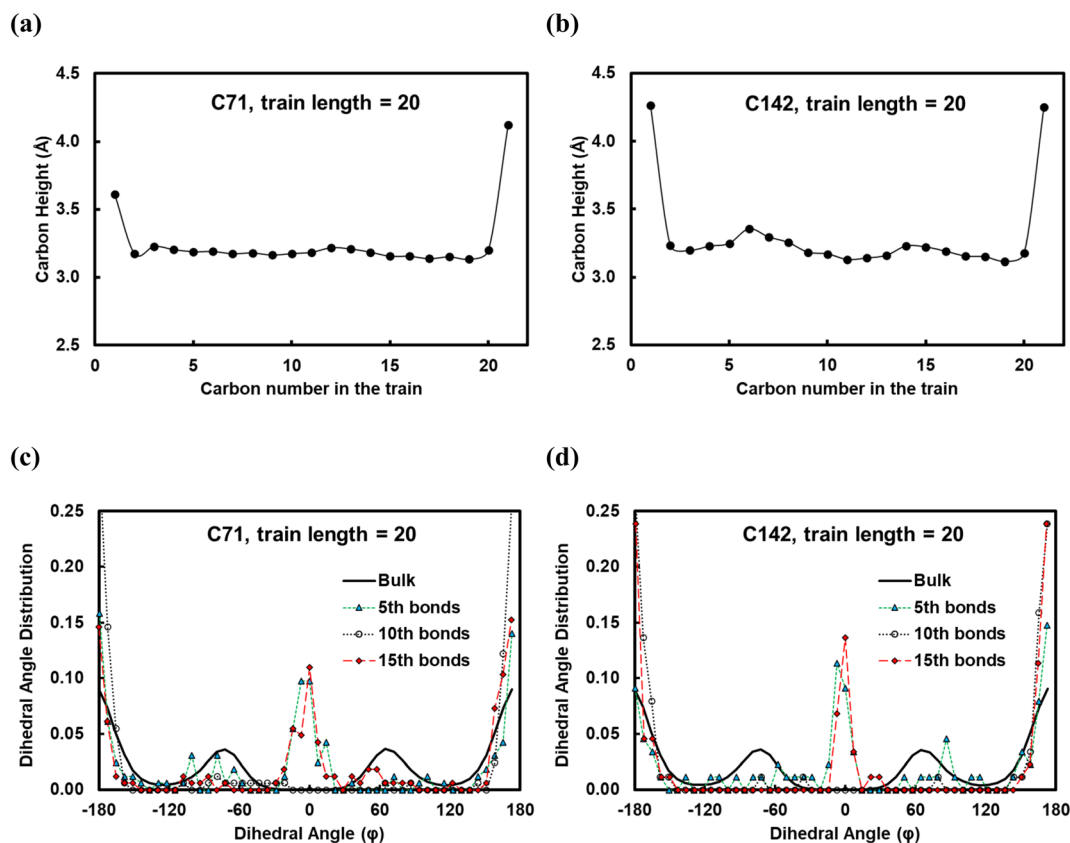 (a)
(b)
C71, train length = 20
4.5
4.0
3.5
3.0
2.5
Carbon Height (Å)
0
5
10
15
20
Carbon number in the train
C142, train length = 20
4.5
4.0
3.5
3.0
2.5
Carbon Height (Å)
0
5
10
15
20
Carbon number in the train
(c)
(d)
C71, train length = 20
0.25
0.20
0.15
0.10
0.05
0.00
Dihedral Angle Distribution
Bulk
5th bonds
10th bonds
15th bonds
-180
-120
-60
0
60
120
180
Dihedral Angle (φ)
C142, train length = 20
0.25
0.20
0.15
0.10
0.05
0.00
Dihedral Angle Distribution
Bulk
5th bonds
10th bonds
15th bonds
-180
-120
-60
0
60
120
180
Dihedral Angle (φ)